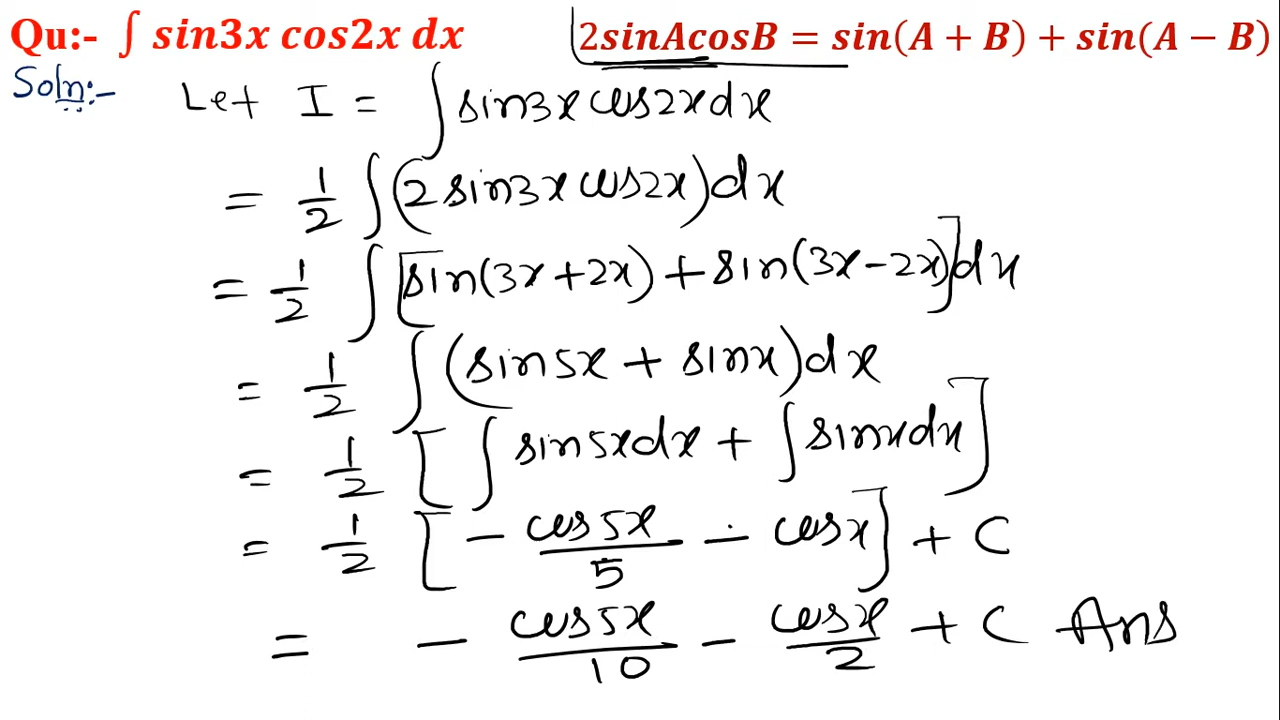 Qu:- ∫ sin3x cos2x dx 2sinAcosB = sin(A + B) + sin(A − B)
Soln:- Let I = ∫ sin3x cos2x dx
= 1/2 ∫ (2 sin3x cos2x) dx
= 1/2 ∫ [sin(3x+2x) + sin(3x-2x)] dx
= 1/2 ∫ (sin5x + sinx) dx
= 1/2 [ ∫ sin5x dx + ∫ sinx dx ]
= 1/2 [ - cos5x/5 - cosx ] + C
= - cos5x/10 - cosx/2 + C Ans